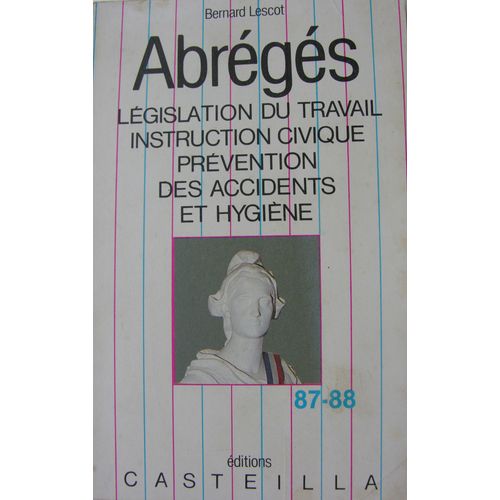 Bernard Lescot
Abrégés
LÉGISLATION DU TRAVAIL
INSTRUCTION CIVIQUE
PRÉVENTION
DES ACCIDENTS
ET HYGIÈNE
87-88
éditions
CASTEILLA